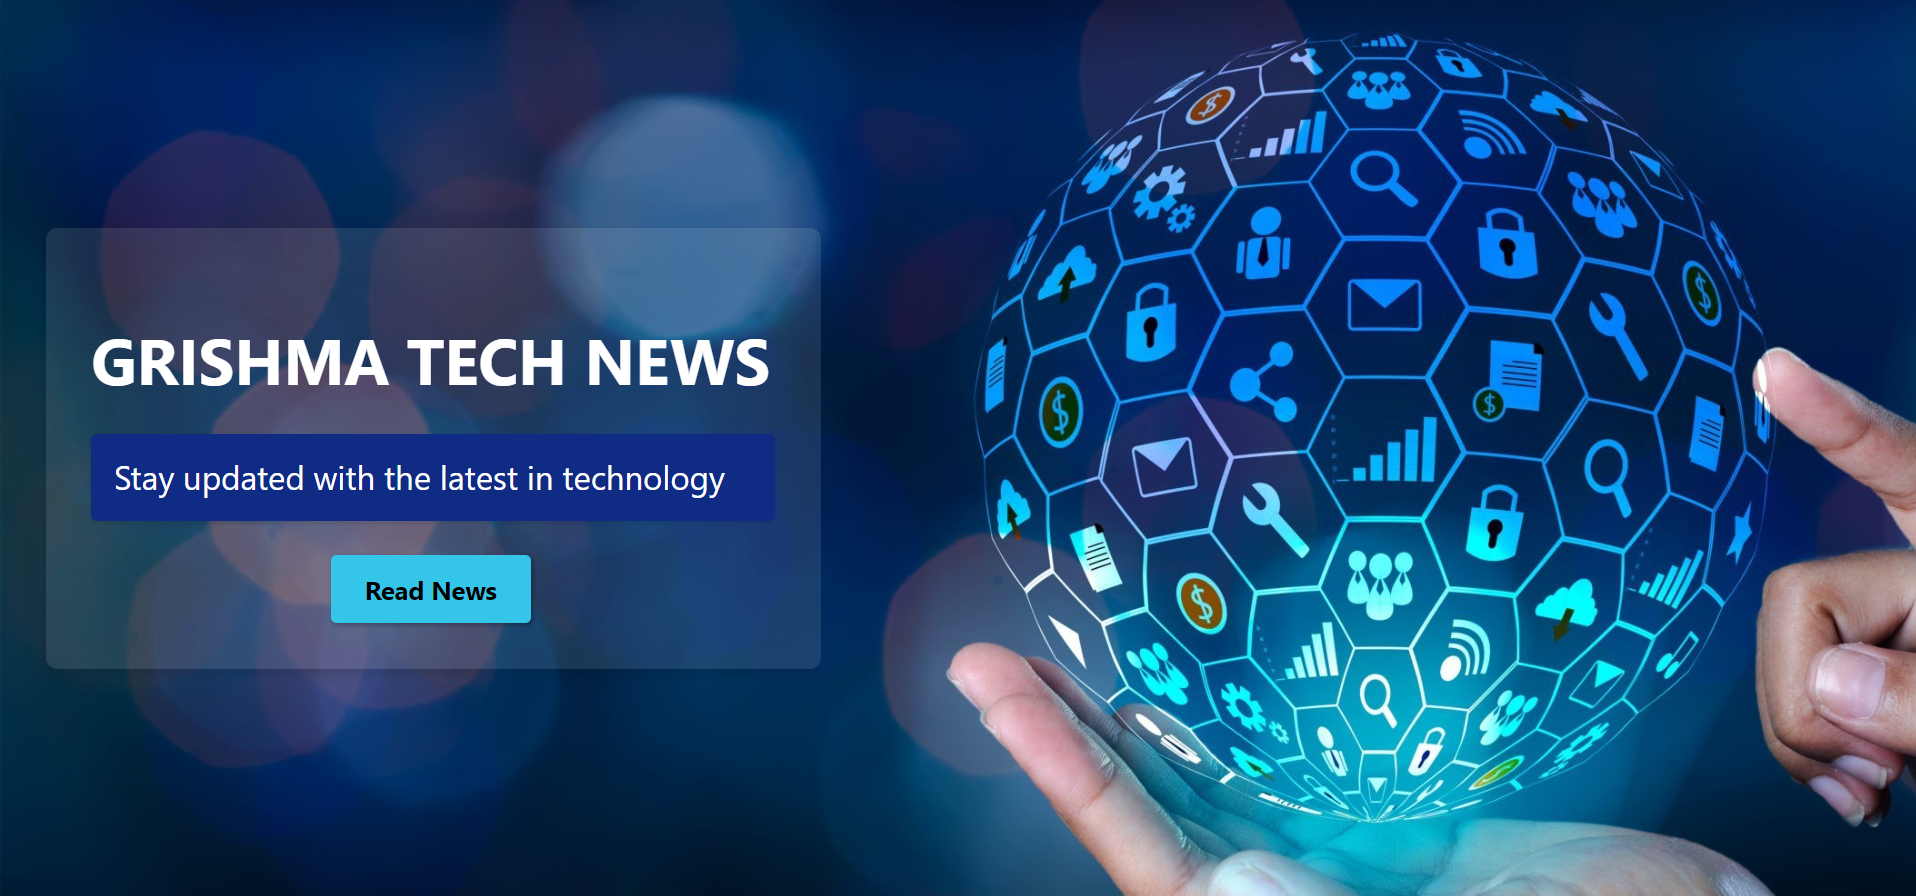 GRISHMA TECH NEWS
Stay updated with the latest in technology
Read News